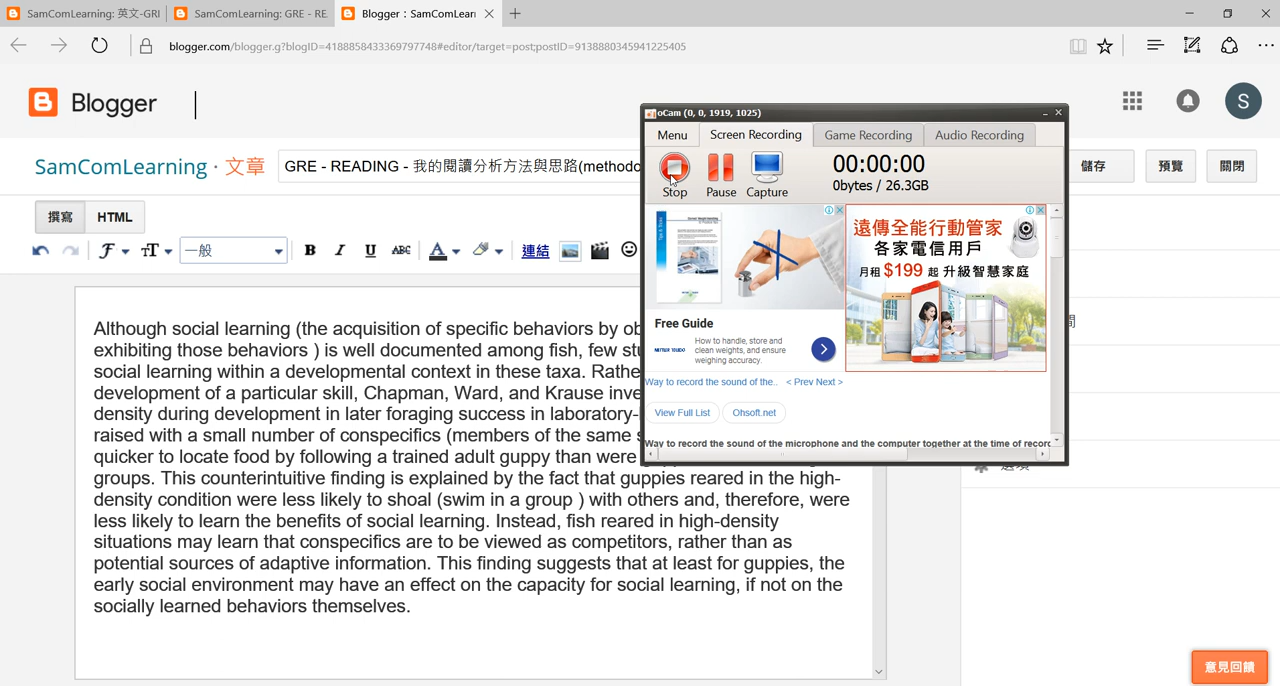 SamComLearning: 英文-GRI
SamComLearning: GRE - RE
Blogger：SamComLearn
blogger.com/blogger.g?blogID=4188858433369797748#editor/target=post;postID=9138880345941225405
Blogger
S
SamComLearning · 文章
GRE - READING - 我的閱讀分析方法與思路(methodo
儲存
預覽
關閉
撰寫
HTML
一般
B
I
U
ABC
A
連結
Although social learning (the acquisition of specific behaviors by ob
exhibiting those behaviors ) is well documented among fish, few stu
social learning within a developmental context in these taxa. Rathe
development of a particular skill, Chapman, Ward, and Krause inve
density during development in later foraging success in laboratory-
raised with a small number of conspecifics (members of the same s
quicker to locate food by following a trained adult guppy than were
groups. This counterintuitive finding is explained by the fact that guppies reared in the high-
density condition were less likely to shoal (swim in a group ) with others and, therefore, were
less likely to learn the benefits of social learning. Instead, fish reared in high-density
situations may learn that conspecifics are to be viewed as competitors, rather than as
potential sources of adaptive information. This finding suggests that at least for guppies, the
early social environment may have an effect on the capacity for social learning, if not on the
socially learned behaviors themselves.
oCam (0, 0, 1919, 1025)
Menu
Screen Recording
Game Recording
Audio Recording
Stop
Pause
Capture
00:00:00
0bytes / 26.3GB
Free Guide
METTLER TOLEDO
How to handle, store and
clean weights, and ensure
weighing accuracy.
遠傳全能行動管家
各家電信用戶
月租 $199 起 升級智慧家庭
Way to record the sound of the..
< Prev Next >
View Full List
Ohsoft.net
Way to record the sound of the microphone and the computer together at the time of recorc
間
選項
意見回饋